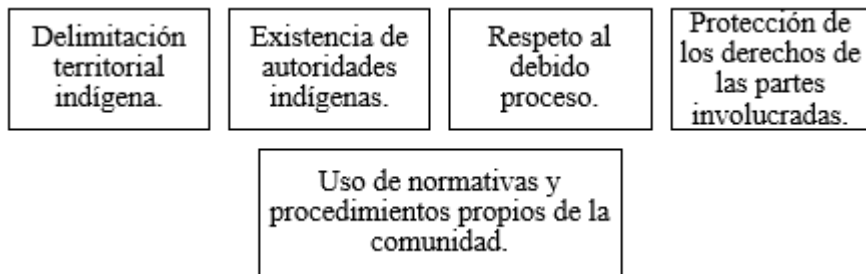 Delimitación
territorial
indígena.
Existencia de
autoridades
indígenas.
Respeto al
debido
proceso.
Protección de
los derechos de
las partes
involucradas.
Uso de normativas y
procedimientos propios de la
comunidad.